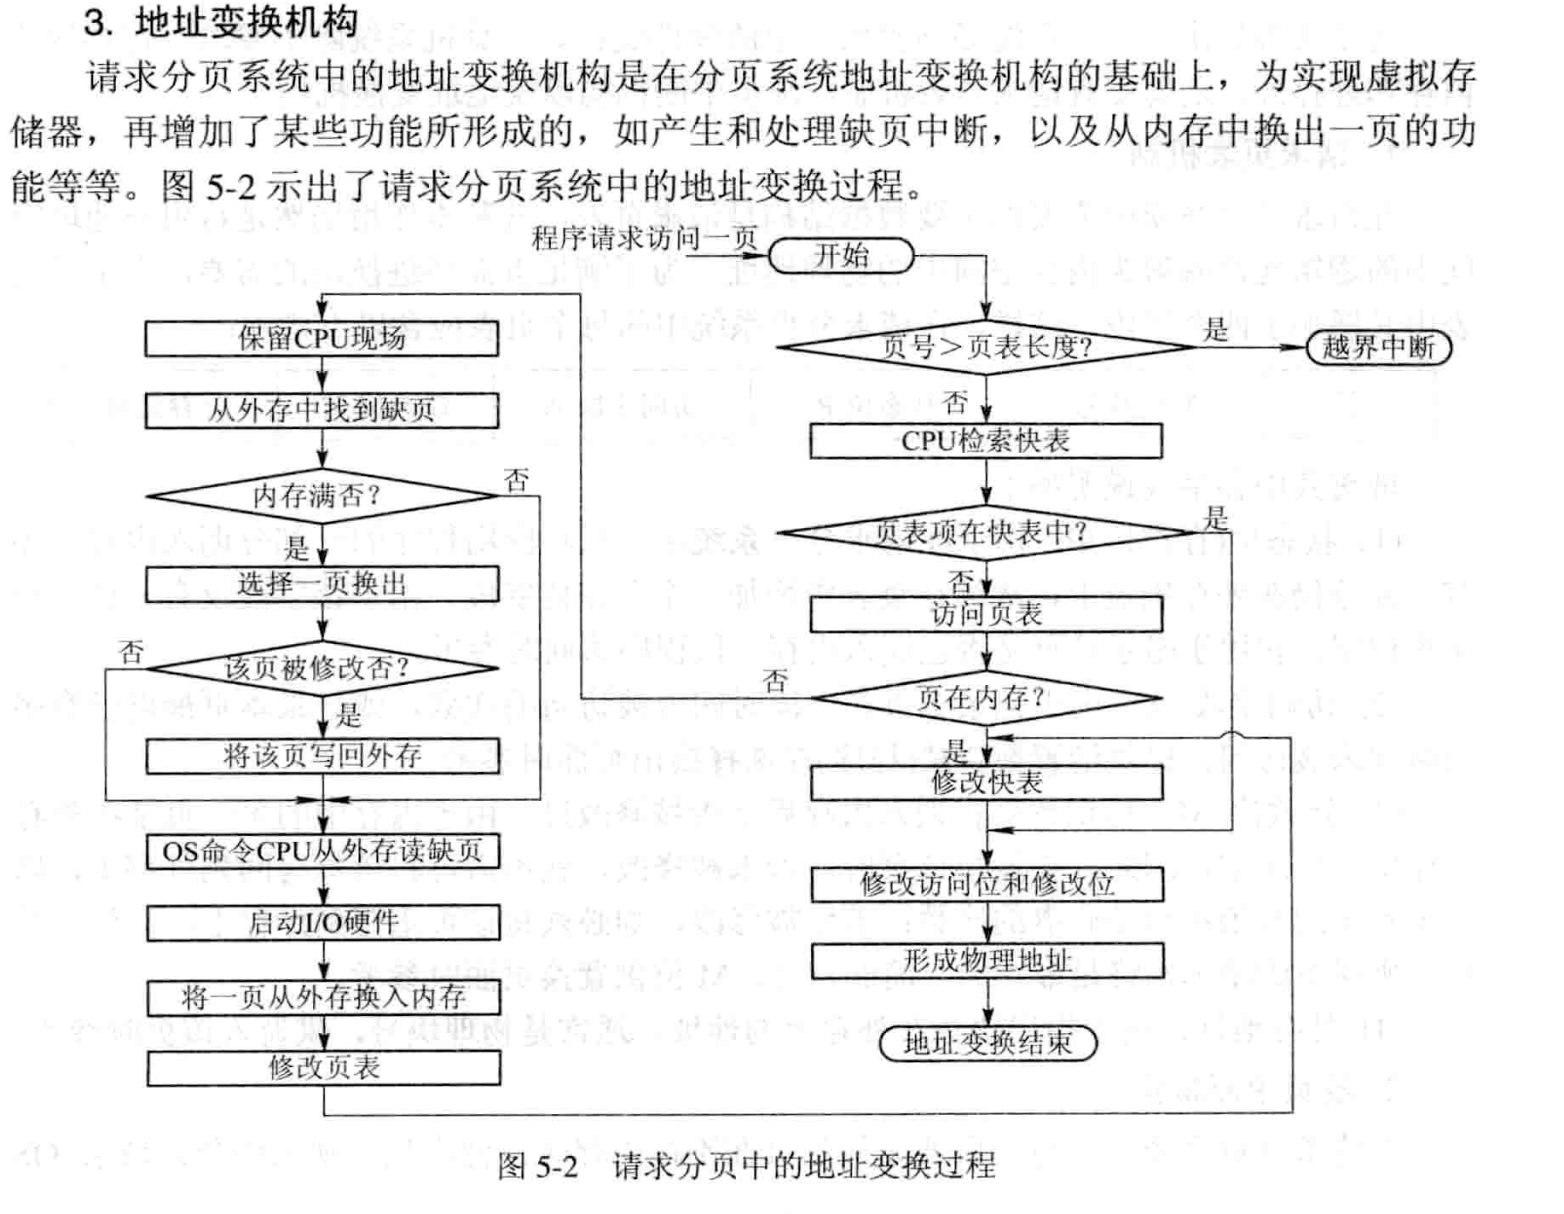 3. 地址变换机构
请求分页系统中的地址变换机构是在分页系统地址变换机构的基础上，为实现虚拟存
储器，再增加了某些功能所形成的，如产生和处理缺页中断，以及从内存中换出一页的功
能等等。图 5-2 示出了请求分页系统中的地址变换过程。
程序请求访问一页
开始
页号＞页表长度？
是
越界中断
否
CPU检索快表
页表项在快表中？
是
否
访问页表
页在内存？
否
是
修改快表
修改访问位和修改位
形成物理地址
地址变换结束
保留CPU现场
从外存中找到缺页
内存满否？
否
是
选择一页换出
该页被修改否？
否
是
将该页写回外存
OS命令CPU从外存读缺页
启动I/O硬件
将一页从外存换入内存
修改页表
图 5-2 请求分页中的地址变换过程